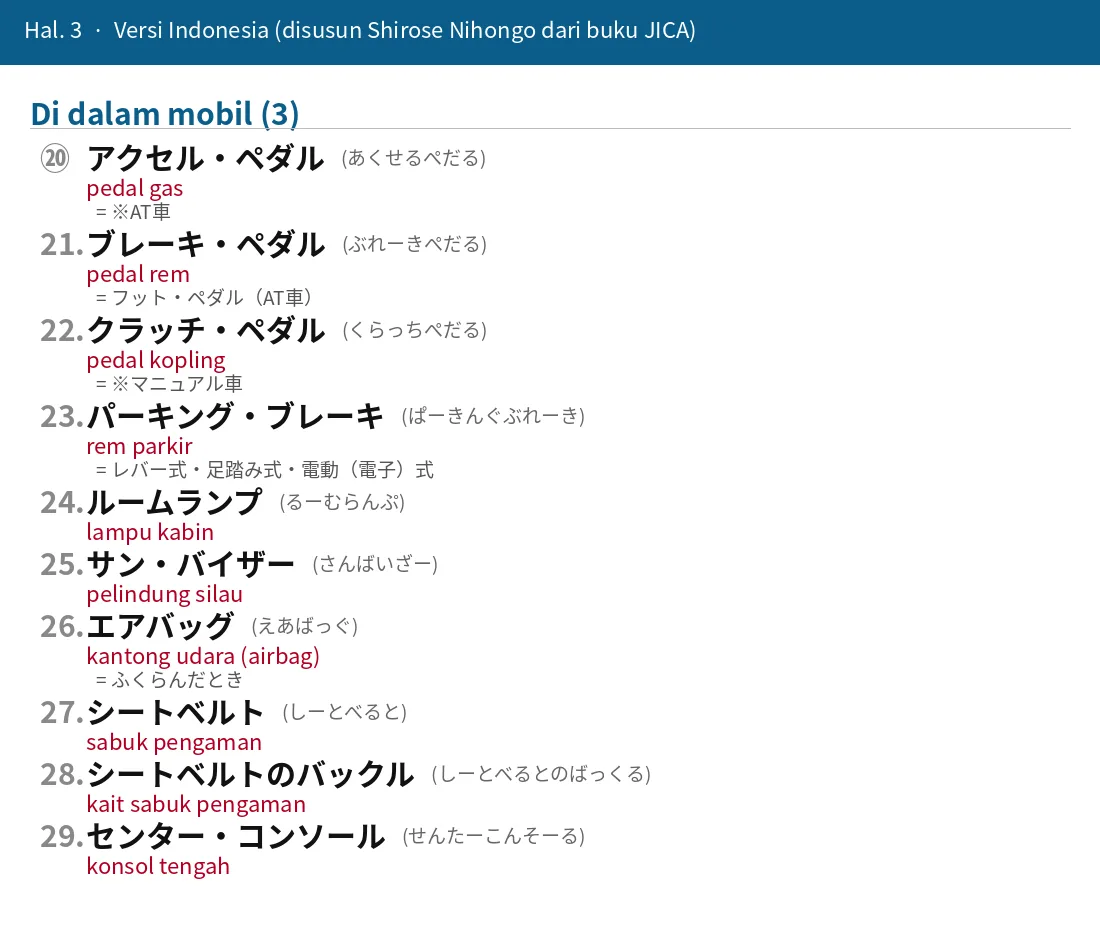 Hal. 3 · Versi Indonesia (disusun Shirose Nihongo dari buku JICA)
Di dalam mobil (3)
⑳ アクセル・ペダル (あくせるぺだる)
pedal gas
= ※AT車
21. ブレーキ・ペダル (ぶれーきぺだる)
pedal rem
= フット・ペダル（AT車）
22. クラッチ・ペダル (くらっちぺだる)
pedal kopling
= ※マニュアル車
23. パーキング・ブレーキ (ぱーきんぐぶれーき)
rem parkir
= レバー式・足踏み式・電動（電子）式
24. ルームランプ (るーむらんぷ)
lampu kabin
25. サン・バイザー (さんばいざー)
pelindung silau
26. エアバッグ (えあばっぐ)
kantong udara (airbag)
= ふくらんだとき
27. シートベルト (しーとべると)
sabuk pengaman
28. シートベルトのバックル (しーとべるとのばっくる)
kait sabuk pengaman
29. センター・コンソール (せんたーこんそーる)
konsol tengah